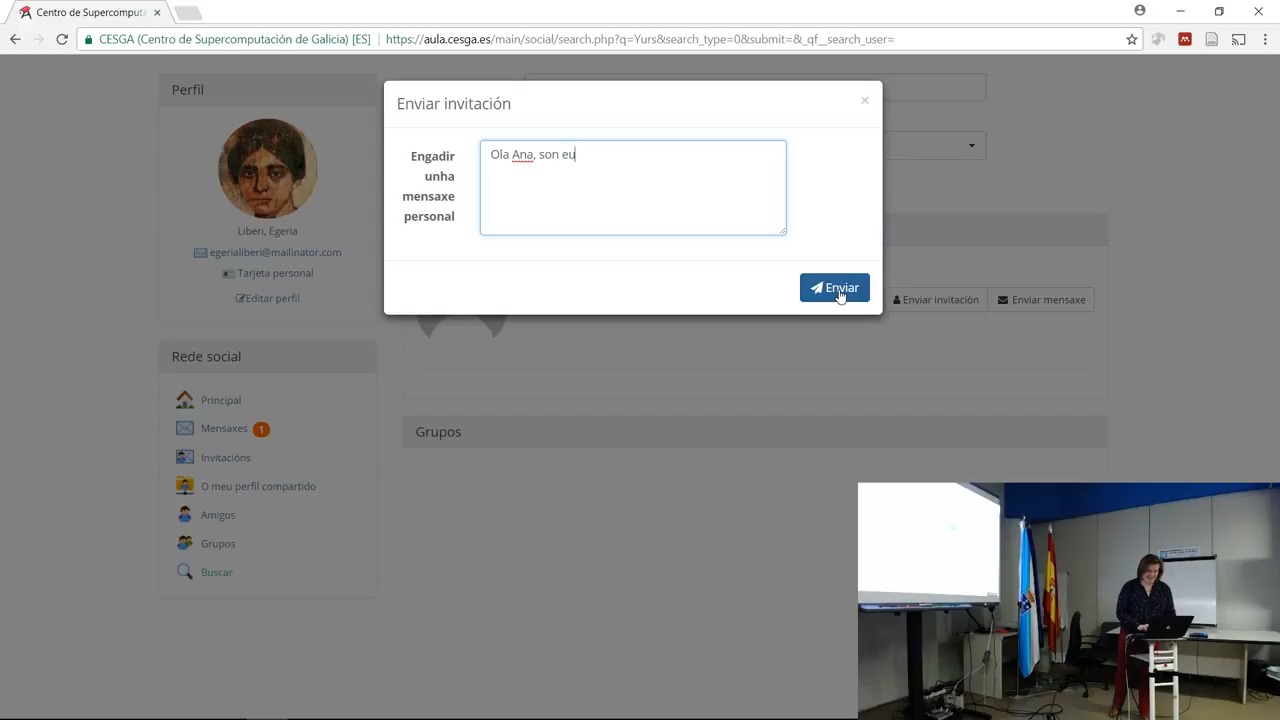 Centro de Supercomputa
CESGA (Centro de Supercomputación de Galicia) [ES]
https://aula.cesga.es/main/social/search.php?q=Yurs&search_type=0&submit=&_qf__search_user=
Perfil
Liberi, Egeria
egerialiberi@mailinator.com
Tarjeta personal
Editar perfil
Enviar invitación
×
Engadir
unha
mensaxe
personal
Ola Ana, son eu
Enviar
Enviar invitación
Enviar mensaxe
Rede social
Principal
Mensaxes 1
Invitacións
O meu perfil compartido
Amigos
Grupos
Buscar
Grupos